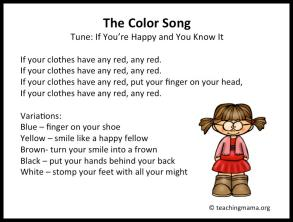 The Color Song
Tune: If You're Happy and You Know It
If your clothes have any red, any red.
If your clothes have any red, any red.
If your clothes have any red, put your finger on your head,
If your clothes have any red, any red.
Variations:
Blue – finger on your shoe
Yellow – smile like a happy fellow
Brown- turn your smile into a frown
Black – put your hands behind your back
White – stomp your feet with all your might
© teachingmama.org